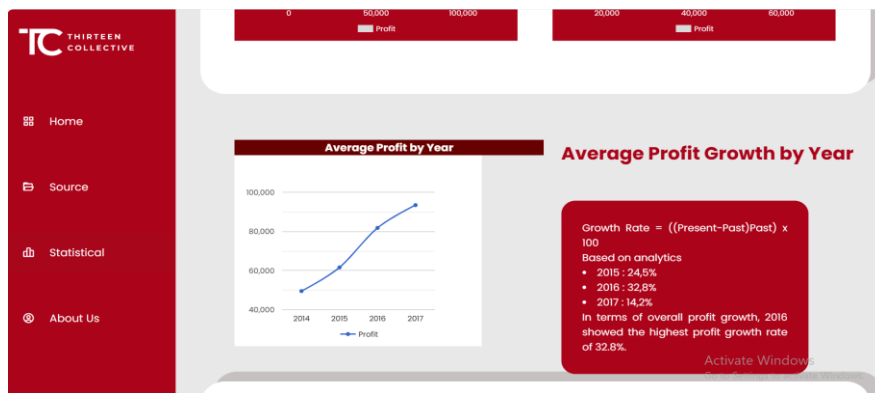 THIRTEEN
COLLECTIVE
Home
Source
Statistical
About Us
0 50,000 100,000
Profit
20,000 40,000 60,000
Profit
Average Profit by Year
100,000
80,000
60,000
40,000
2014 2015 2016 2017
Profit
Average Profit Growth by Year
Growth Rate = ((Present-Past)Past) x
100
Based on analytics
• 2015 : 24,5%
• 2016 : 32,8%
• 2017 : 14,2%
In terms of overall profit growth, 2016
showed the highest profit growth rate
of 32.8%.
Activate Windows